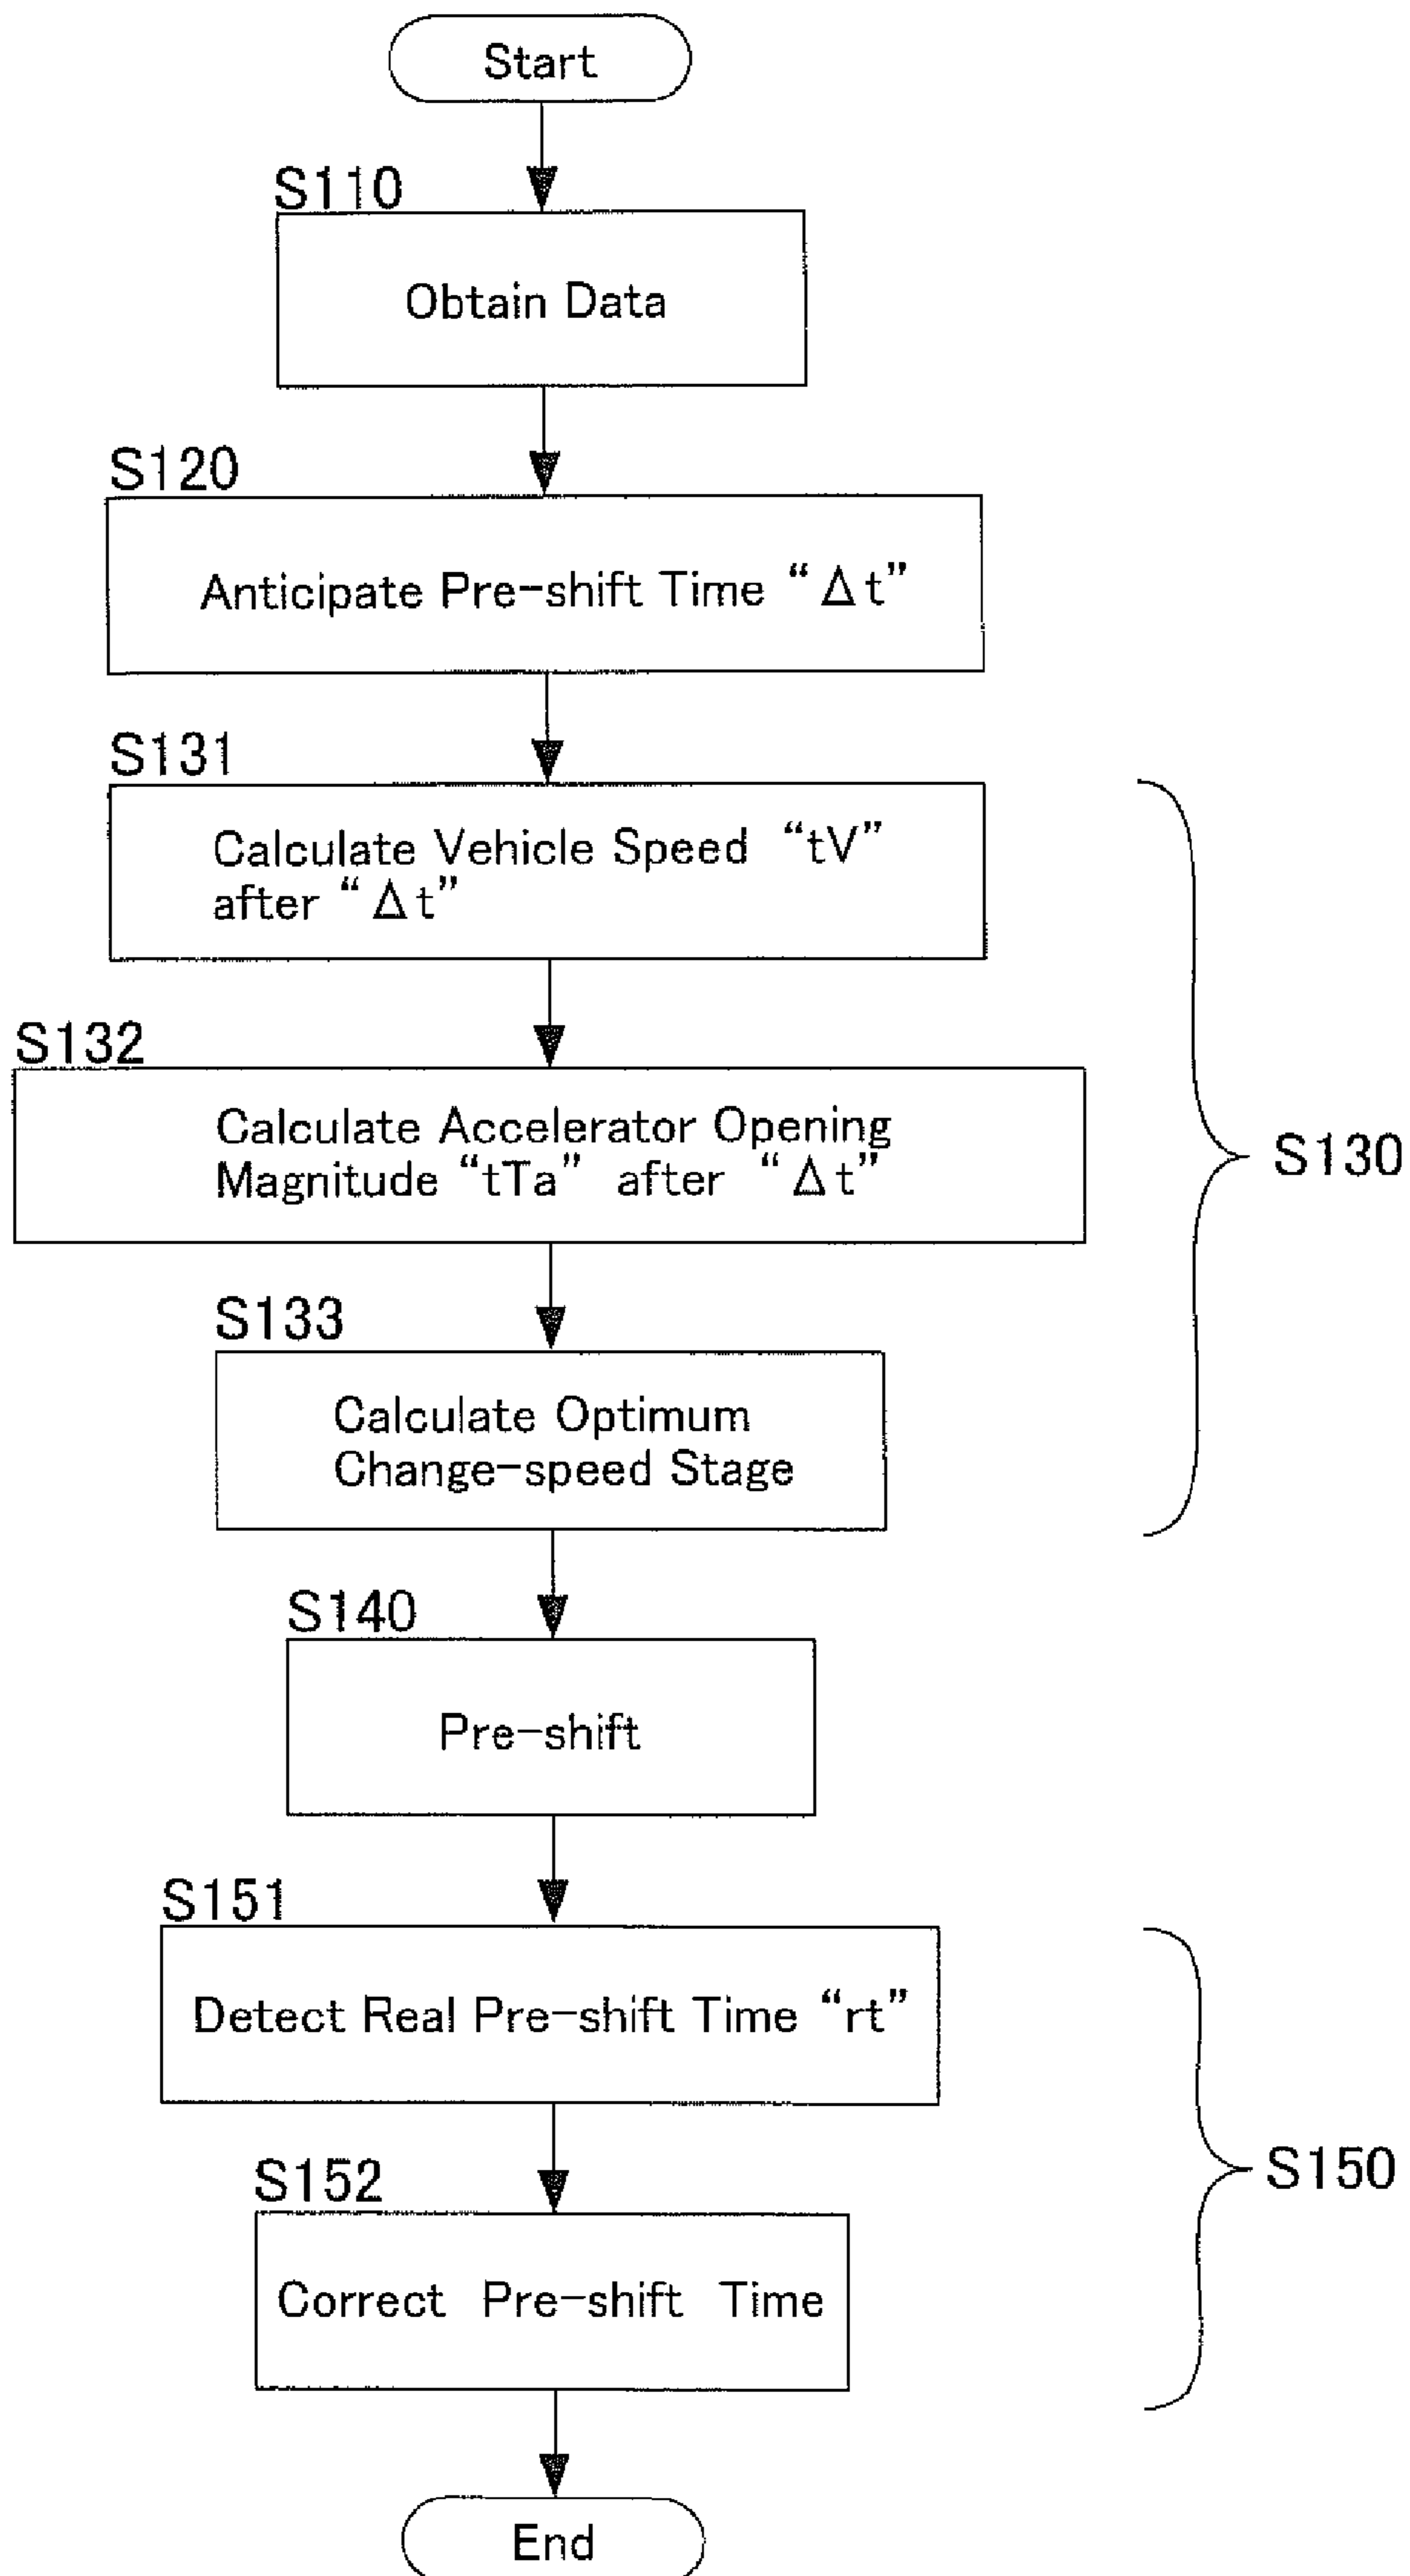 Start
S110
Obtain Data
S120
Anticipate Pre-shift Time “Δt”
S131
Calculate Vehicle Speed “tV”
after “Δt”
S132
Calculate Accelerator Opening
Magnitude “tTa” after “Δt”
S130
S133
Calculate Optimum
Change-speed Stage
S140
Pre-shift
S151
Detect Real Pre-shift Time “rt”
S150
S152
Correct Pre-shift Time
End